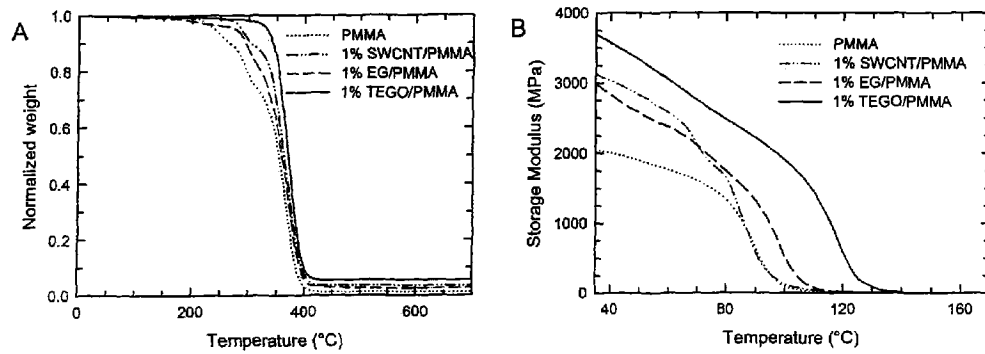 A
Normalized weight
1.0
0.8
0.6
0.4
0.2
0.0
0
200
400
600
Temperature (°C)
PMMA
1% SWCNT/PMMA
1% EG/PMMA
1% TEGO/PMMA
B
Storage Modulus (MPa)
4000
3000
2000
1000
0
40
80
120
160
Temperature (°C)
PMMA
1% SWCNT/PMMA
1% EG/PMMA
1% TEGO/PMMA